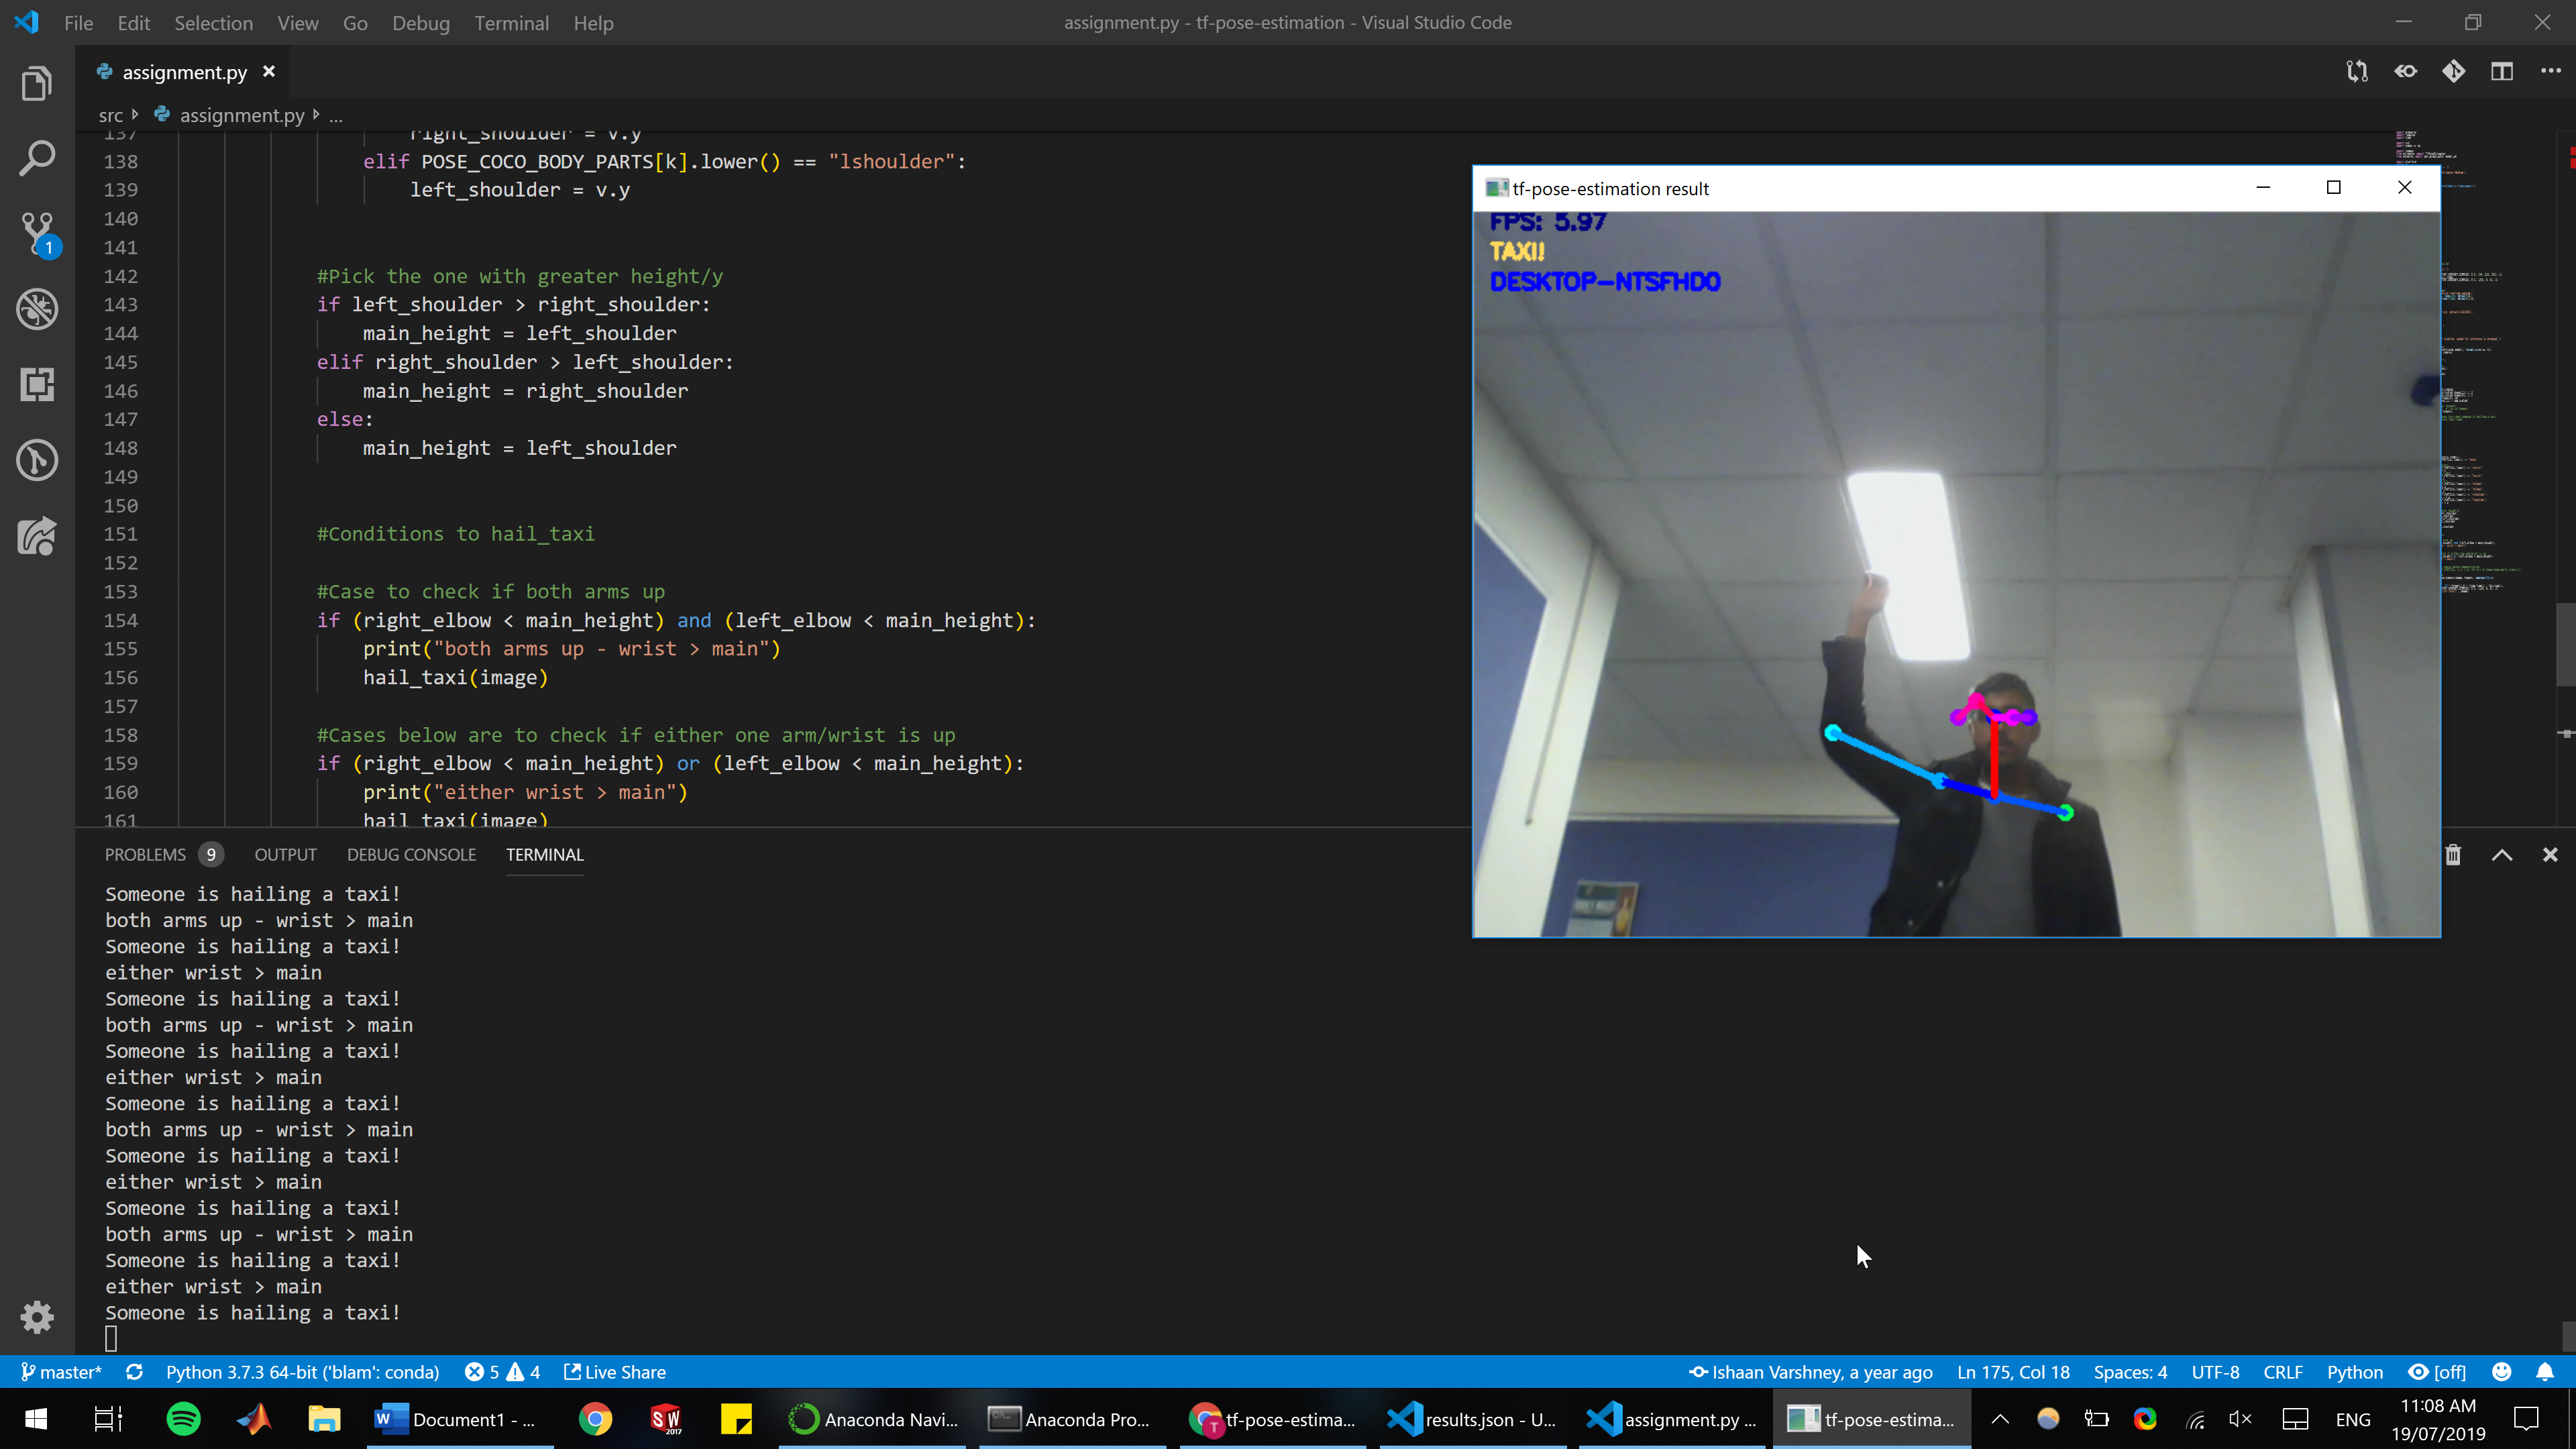 File Edit Selection View Go Debug Terminal Help
assignment.py - tf-pose-estimation - Visual Studio Code
assignment.py
src assignment.py ...
137 right_shoulder = v.y
138 elif POSE_COCO_BODY_PARTS[k].lower() == "lshoulder":
139 left_shoulder = v.y
140
141
142 #Pick the one with greater height/y
143 if left_shoulder > right_shoulder:
144 main_height = left_shoulder
145 elif right_shoulder > left_shoulder:
146 main_height = right_shoulder
147 else:
148 main_height = left_shoulder
149
150
151 #Conditions to hail_taxi
152
153 #Case to check if both arms up
154 if (right_elbow < main_height) and (left_elbow < main_height):
155 print("both arms up - wrist > main")
156 hail_taxi(image)
157
158 #Cases below are to check if either one arm/wrist is up
159 if (right_elbow < main_height) or (left_elbow < main_height):
160 print("either wrist > main")
161 hail_taxi(image)
tf-pose-estimation result
FPS: 3.97
TAXI!
DESKTOP-NTSFHD0
PROBLEMS 9 OUTPUT DEBUG CONSOLE TERMINAL
Someone is hailing a taxi!
both arms up - wrist > main
Someone is hailing a taxi!
either wrist > main
Someone is hailing a taxi!
both arms up - wrist > main
Someone is hailing a taxi!
either wrist > main
Someone is hailing a taxi!
both arms up - wrist > main
Someone is hailing a taxi!
either wrist > main
Someone is hailing a taxi!
both arms up - wrist > main
Someone is hailing a taxi!
either wrist > main
Someone is hailing a taxi!
master* Python 3.7.3 64-bit ('blam': conda) 5 4 Live Share
Ishaan Varshney, a year ago Ln 175, Col 18 Spaces: 4 UTF-8 CRLF Python [off]
Document1 - ... SW 2017 Anaconda Navi... Anaconda Pro... tf-pose-estima... results.json - U... assignment.py ... tf-pose-estima... ENG
11:08 AM
19/07/2019
1
T